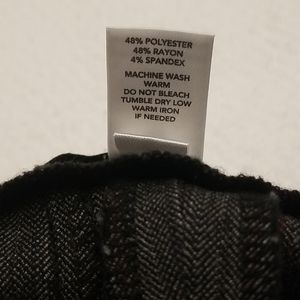 48% POLYESTER
48% RAYON
4% SPANDEX
MACHINE WASH
WARM
DO NOT BLEACH
TUMBLE DRY LOW
WARM IRON
IF NEEDED